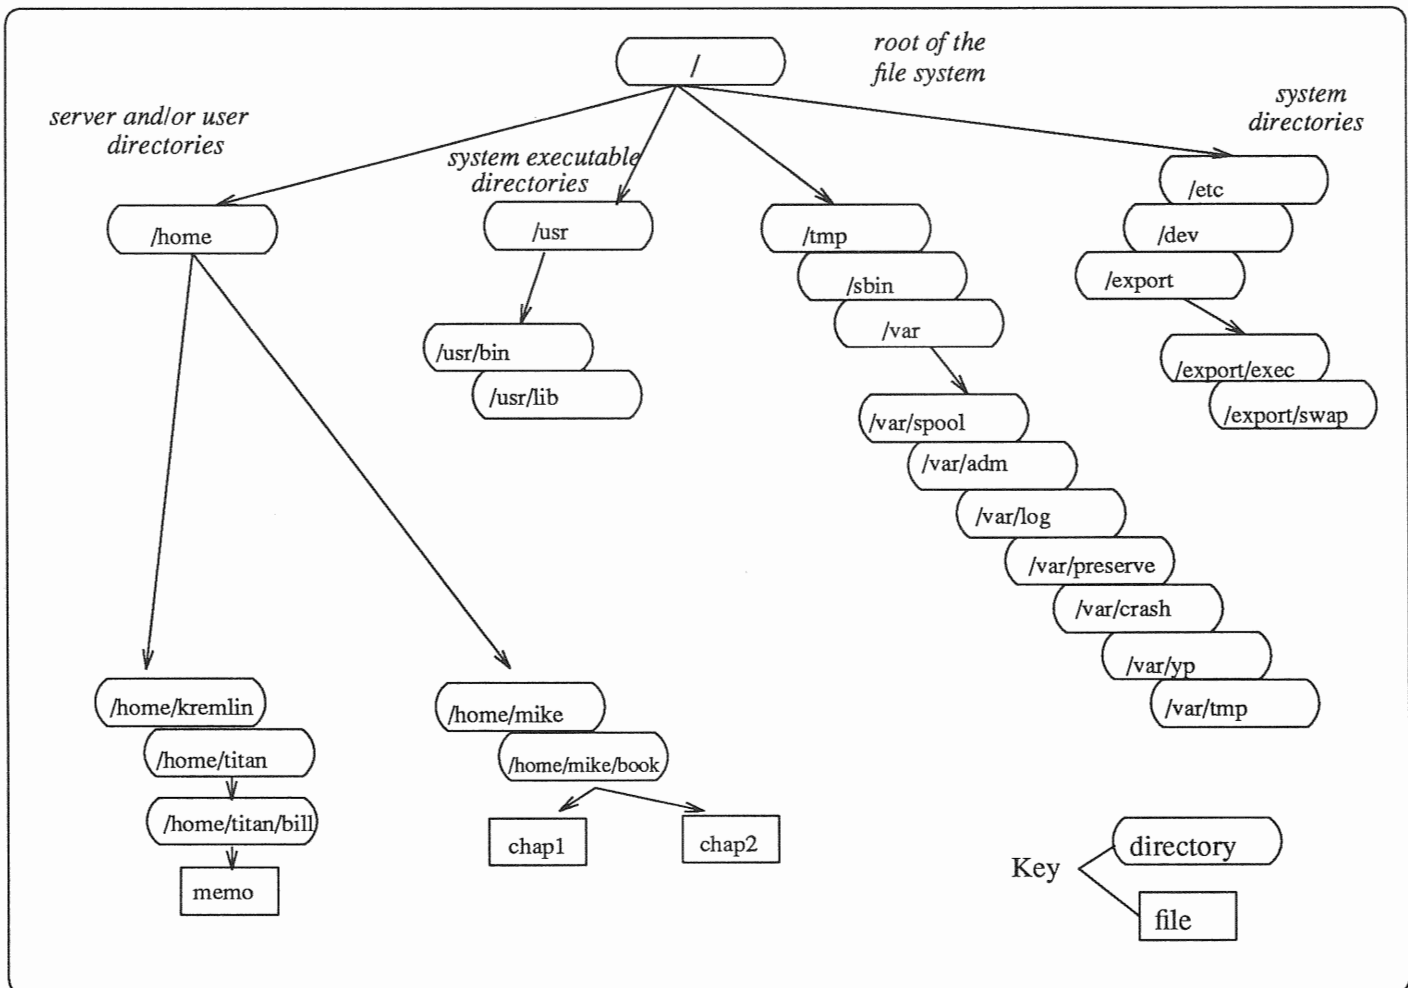 /
root of the
file system
system
directories
server and/or user
directories
system executable
directories
/etc
/home
/usr
/tmp
/dev
/sbin
/export
/var
/usr/bin
/usr/lib
/export/exec
/export/swap
/var/spool
/var/adm
/var/log
/var/preserve
/var/crash
/var/yp
/var/tmp
/home/kremlin
/home/titan
/home/titan/bill
memo
/home/mike
/home/mike/book
chap1
chap2
Key
directory
file